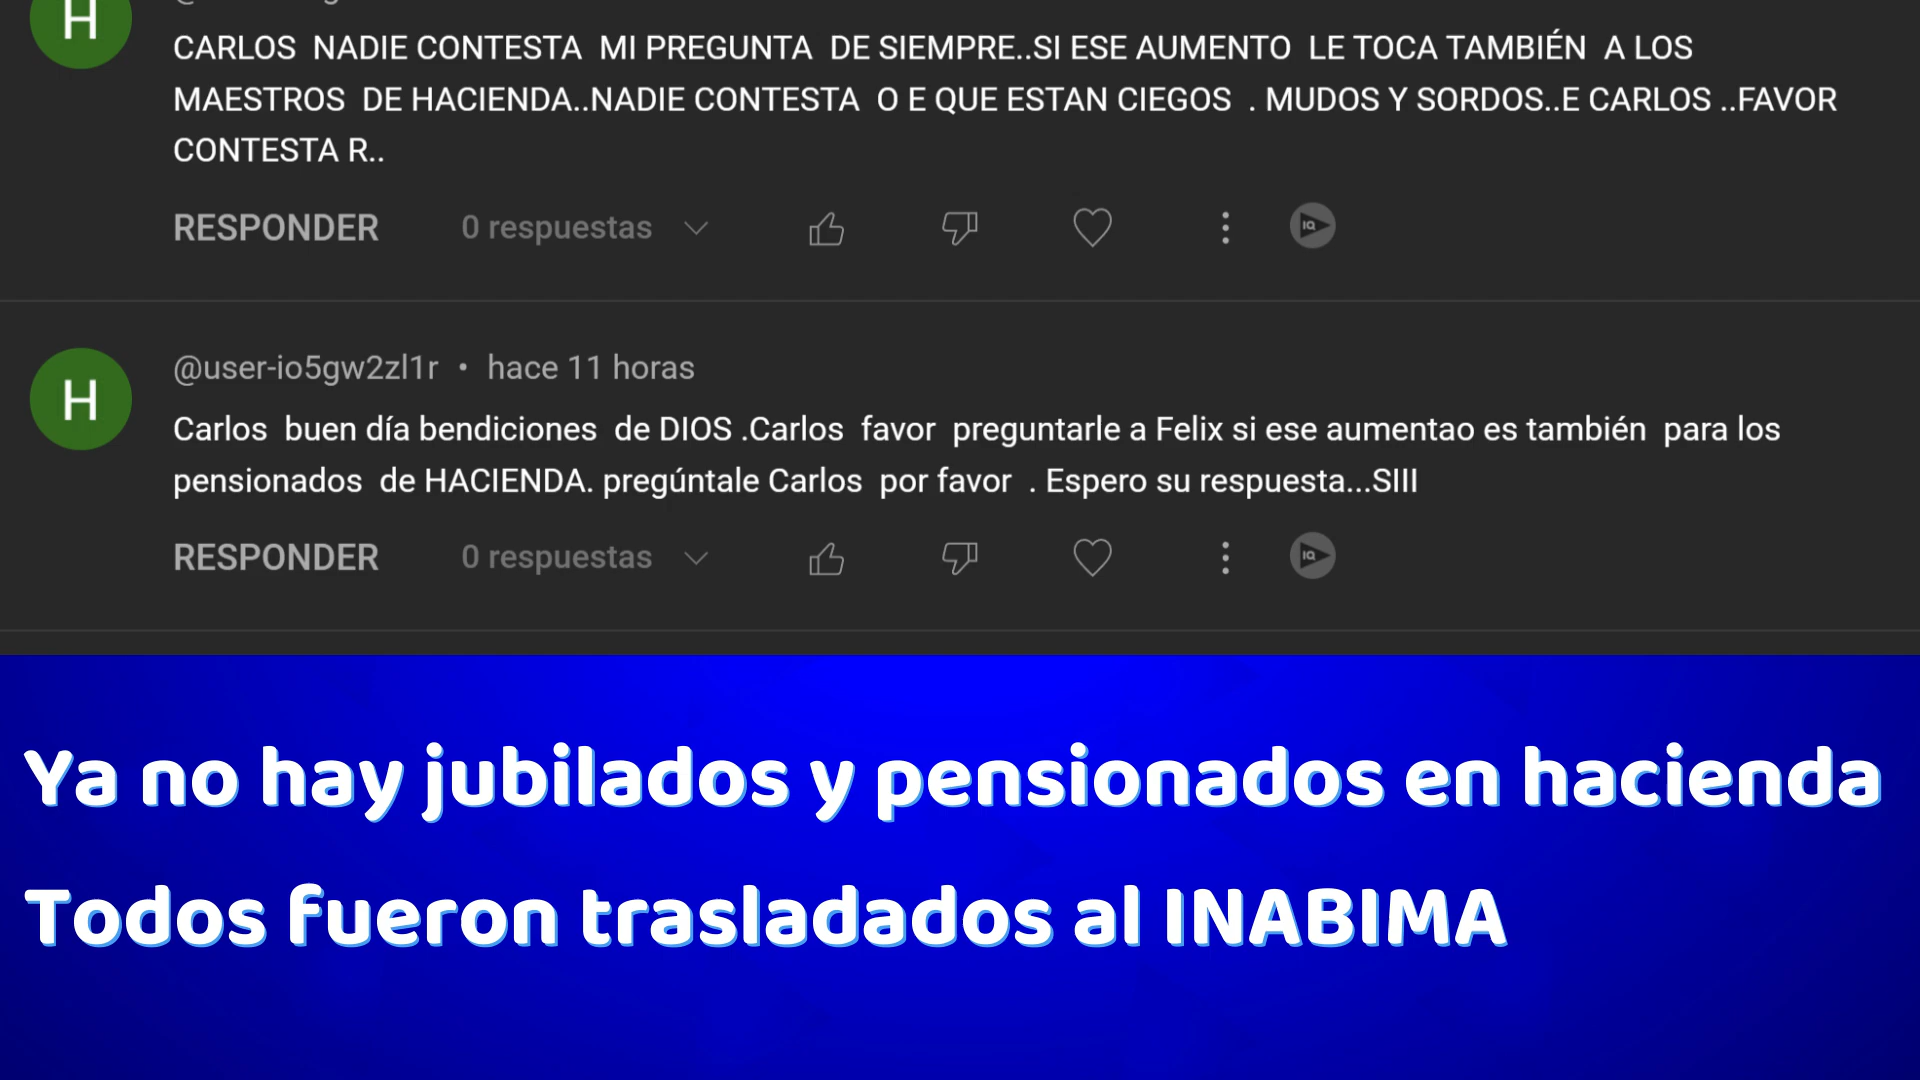 H
CARLOS NADIE CONTESTA MI PREGUNTA DE SIEMPRE..SI ESE AUMENTO LE TOCA TAMBIÉN A LOS
MAESTROS DE HACIENDA..NADIE CONTESTA O E QUE ESTAN CIEGOS . MUDOS Y SORDOS..E CARLOS ..FAVOR
CONTESTA R..
RESPONDER 0 respuestas IQ
H
@user-io5gw2zl1r • hace 11 horas
Carlos buen día bendiciones de DIOS .Carlos favor preguntarle a Felix si ese aumentao es también para los
pensionados de HACIENDA. pregúntale Carlos por favor . Espero su respuesta...SIII
RESPONDER 0 respuestas IQ
Ya no hay jubilados y pensionados en hacienda
Todos fueron trasladados al INABIMA